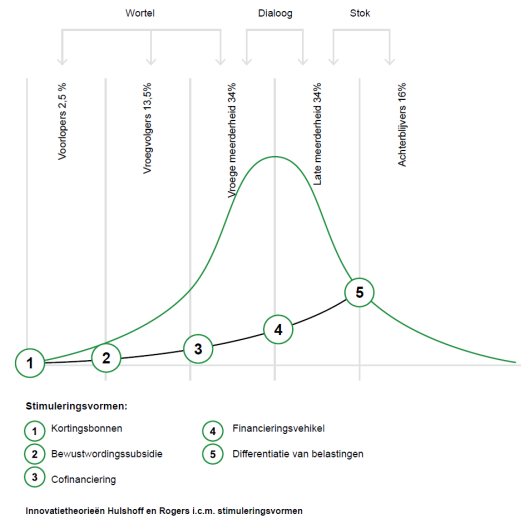 Wortel Dialoog Stok
Voorlopers 2,5 %
Vroegvolgers 13,5%
Vroege meerderheid 34%
Late meerderheid 34%
Achterblijvers 16%
1
2
3
4
5
Stimuleringsvormen:
1 Kortingsbonnen
2 Bewustwordingssubsidie
3 Cofinanciering
4 Financieringsvehikel
5 Differentiatie van belastingen
Innovatietheorieën Hulshoff en Rogers i.c.m. stimuleringsvormen